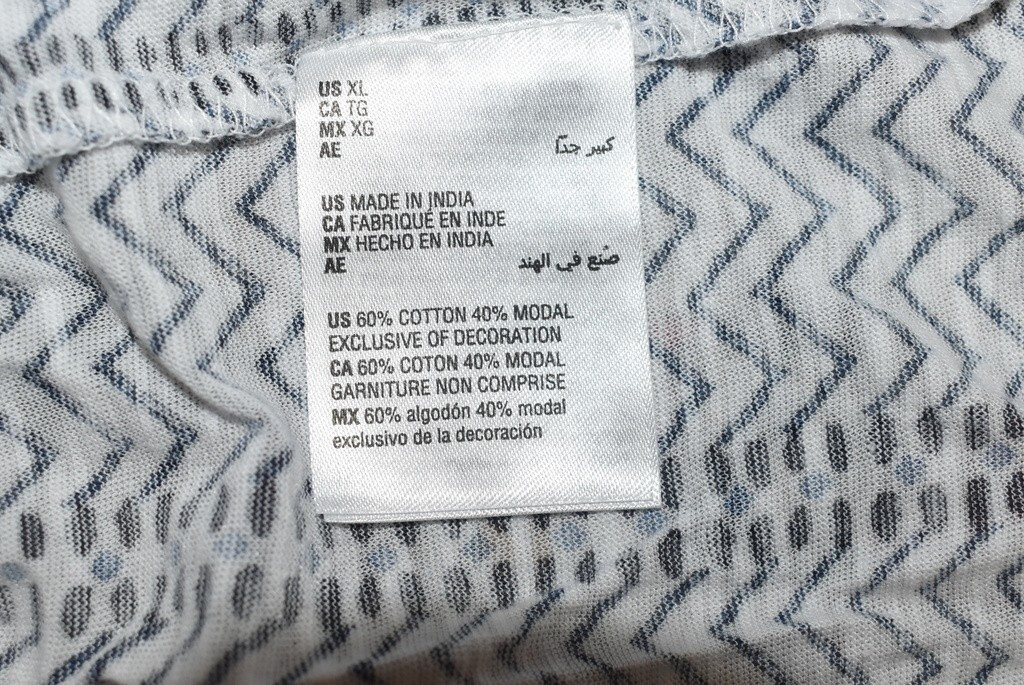 US XL
CA TG
MX XG
AE كبير جدًا
US MADE IN INDIA
CA FABRIQUÉ EN INDE
MX HECHO EN INDIA
AE صُنع في الهند
US 60% COTTON 40% MODAL
EXCLUSIVE OF DECORATION
CA 60% COTON 40% MODAL
GARNITURE NON COMPRISE
MX 60% algodón 40% modal
exclusivo de la decoración